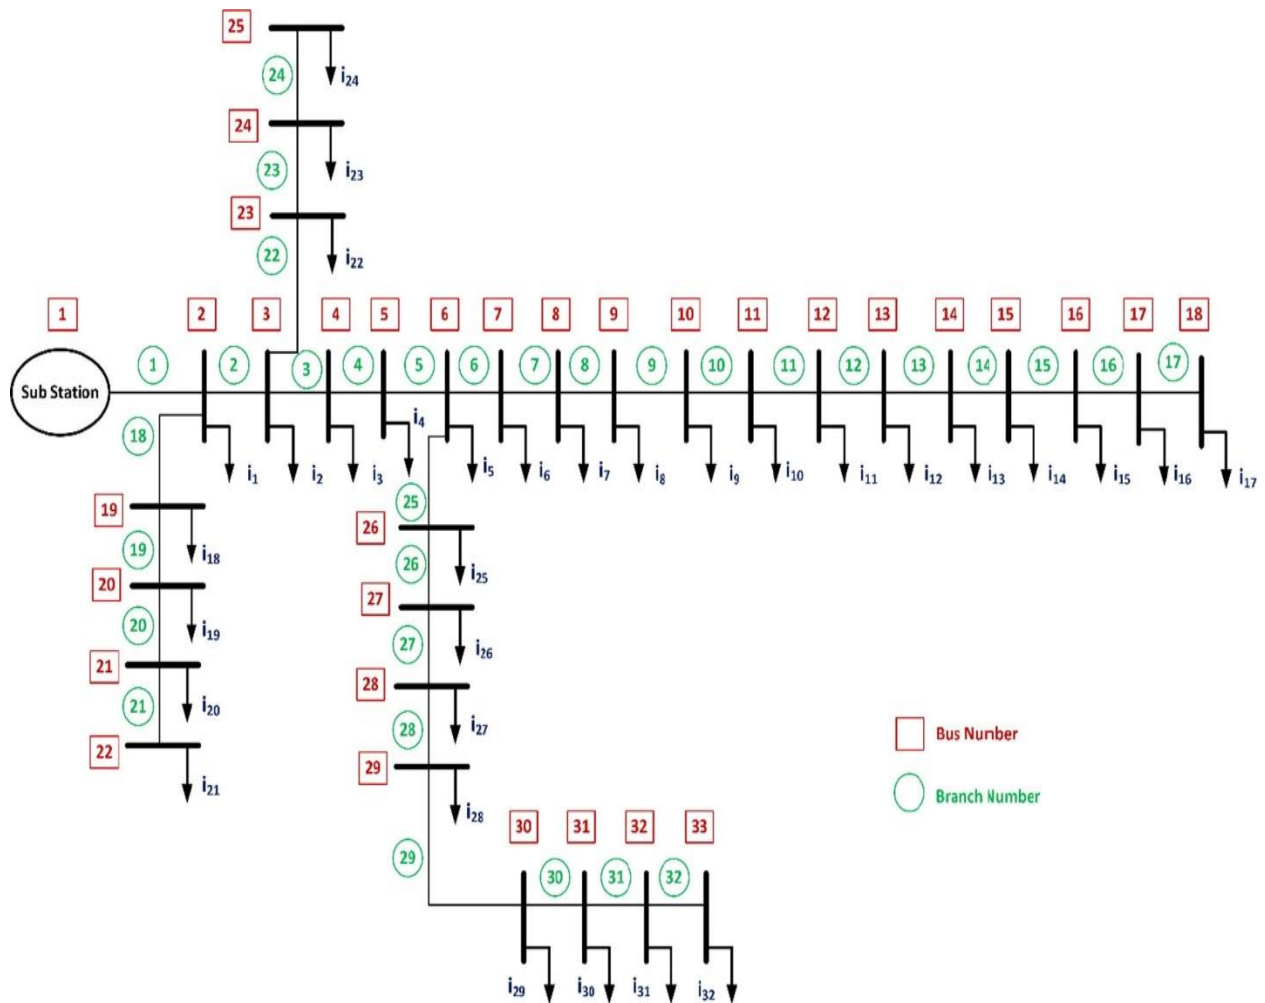 25
24
i24
24
23
i23
23
22
i22
1 2 3 4 5 6 7 8 9 10 11 12 13 14 15 16 17 18
1 2 3 4 5 6 7 8 9 10 11 12 13 14 15 16 17
Sub Station
18
i1 i2 i3 i4 i5 i6 i7 i8 i9 i10 i11 i12 i13 i14 i15 i16 i17
19
i18
19
20
i19
20
21
i20
21
22
i21
25
26
i25
26
27
i26
27
28
i27
28
29
i28
29
30 31 32 33
30 31 32
i29 i30 i31 i32
Bus Number
Branch Number